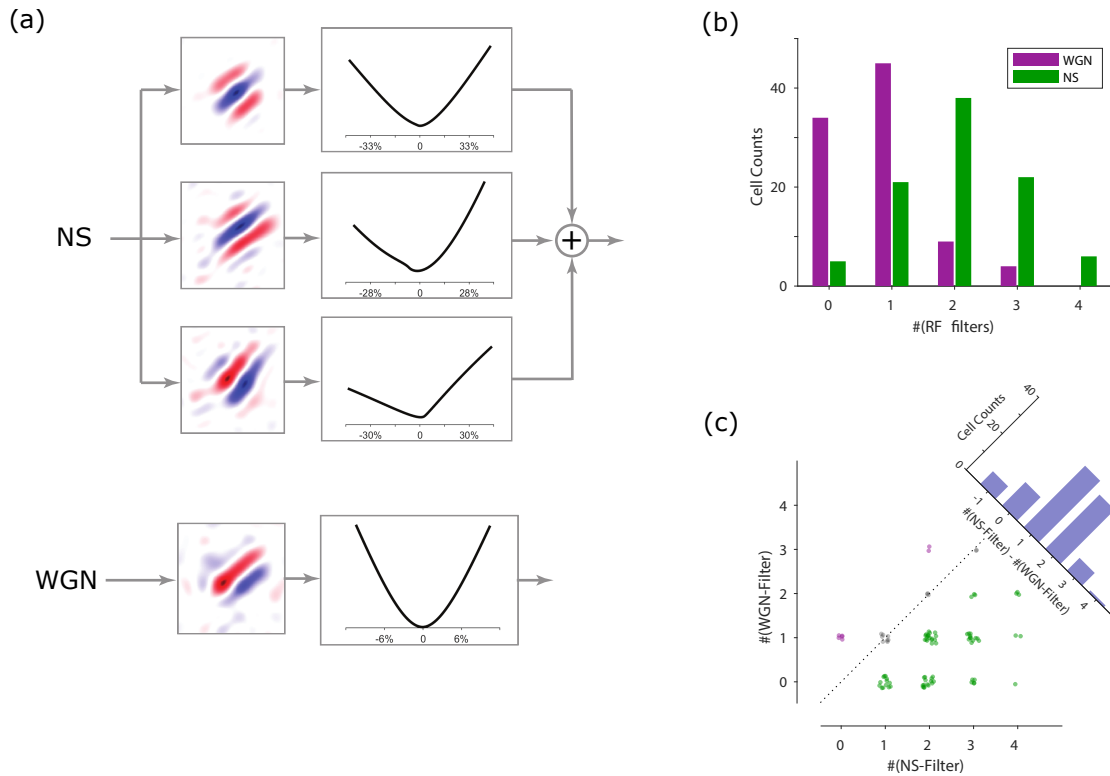 (a)
NS
-33% 0 33%
-28% 0 28%
-30% 0 30%
+
WGN
-6% 0 6%
(b)
WGN
NS
Cell Counts
40
20
0
0 1 2 3 4
#(RF filters)
(c)
Cell Counts
0 20 40
-1 0 1 2 3 4
#(NS-Filter) - #(WGN-Filter)
#(WGN-Filter)
4
3
2
1
0
0 1 2 3 4
#(NS-Filter)